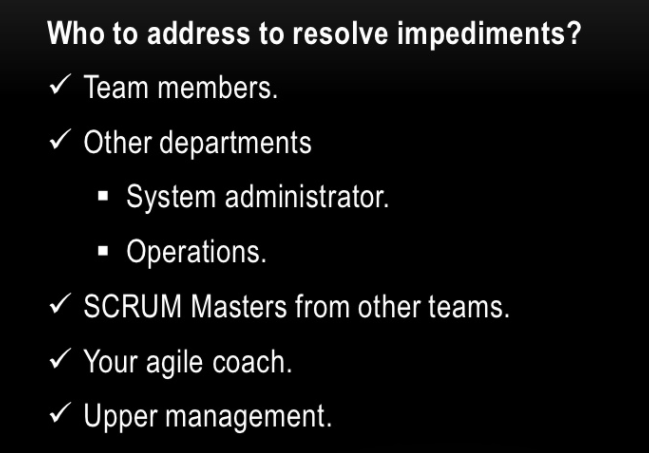 Who to address to resolve impediments?
✓ Team members.
✓ Other departments
▪ System administrator.
▪ Operations.
✓ SCRUM Masters from other teams.
✓ Your agile coach.
✓ Upper management.